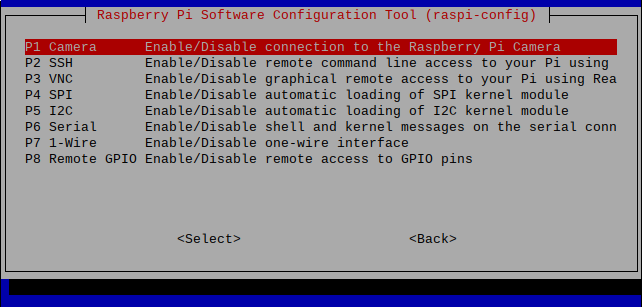 Raspberry Pi Software Configuration Tool (raspi-config)
P1 Camera Enable/Disable connection to the Raspberry Pi Camera
P2 SSH Enable/Disable remote command line access to your Pi using
P3 VNC Enable/Disable graphical remote access to your Pi using Rea
P4 SPI Enable/Disable automatic loading of SPI kernel module
P5 I2C Enable/Disable automatic loading of I2C kernel module
P6 Serial Enable/Disable shell and kernel messages on the serial conn
P7 1-Wire Enable/Disable one-wire interface
P8 Remote GPIO Enable/Disable remote access to GPIO pins
<Select> <Back>